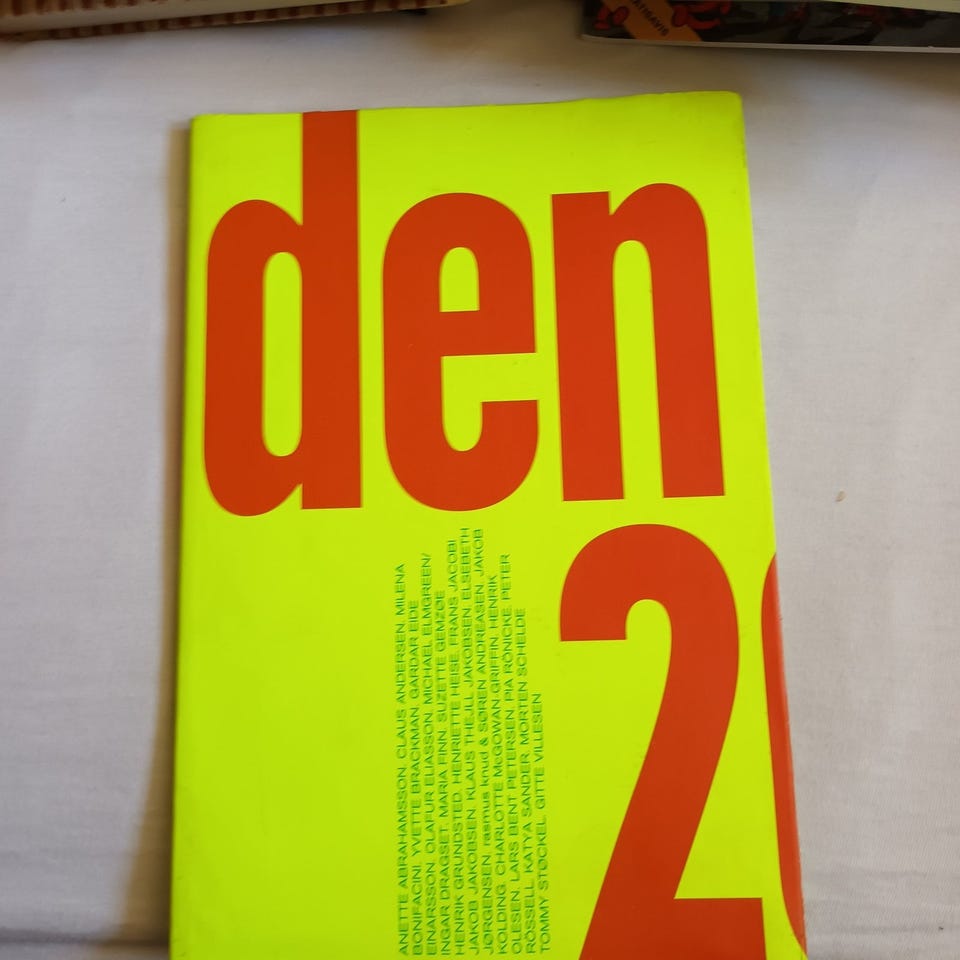 den
2
ANETTE ABRAHAMSSON. CLAUS ANDERSEN. MILENA
BONIFACINI. YVETTE BRACKMAN. GARDAR EIDE
EINARSSON. OLAFUR ELIASSON. MICHAEL ELMGREEN/
INGAR DRAGSET. MARIA FINN. SUZETTE GEMZØE
HENRIK GRUNDSTED. HENRIETTE HEISE. FRANS JACOBI
JAKOB JAKOBSEN. KLAUS THEJLL JAKOBSEN. ELSEBETH
JØRGENSEN. rasmus knud & SØREN ANDREASEN. JAKOB
KOLDING. CHARLOTTE McGOWAN-GRIFFIN. HENRIK
OLESEN. LARS BENT PETERSEN. PIA RÖNICKE. PETER
RÖSSELL. KATYA SANDER. MORTEN SCHELDE
TOMMY STØCKEL. GITTE VILLESEN